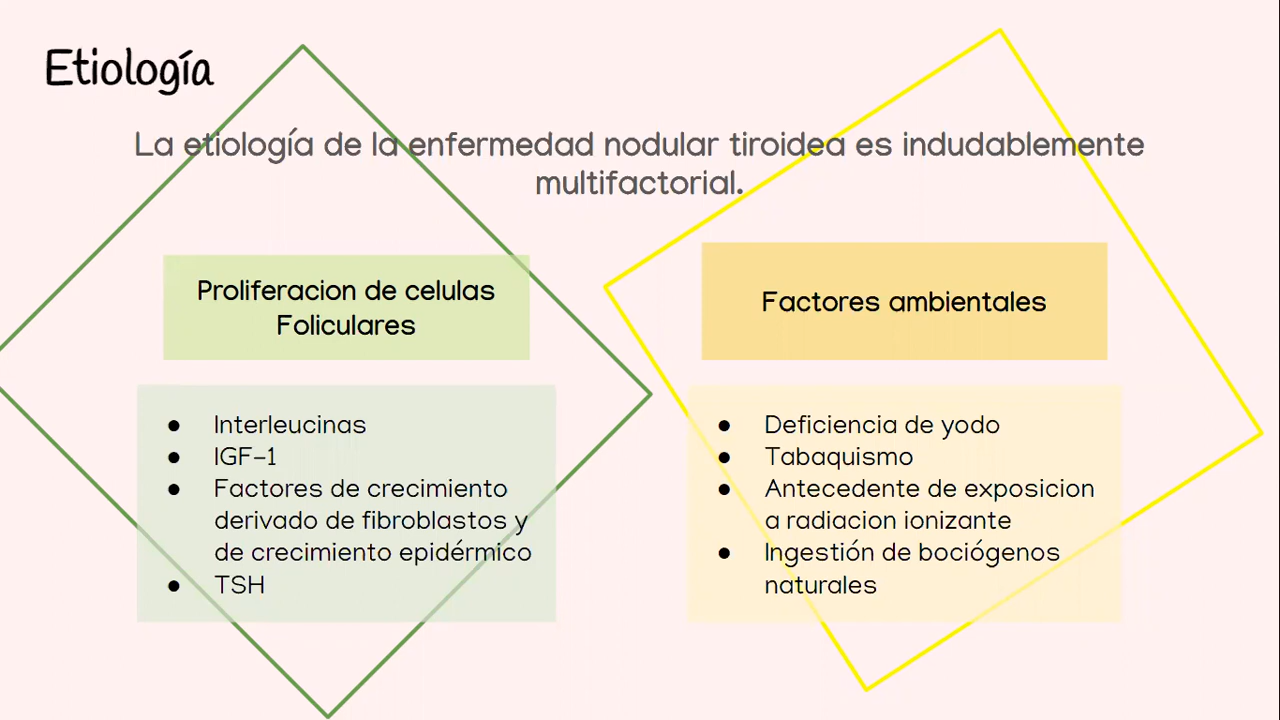 Etiología
La etiología de la enfermedad nodular tiroidea es indudablemente
multifactorial.
Proliferacion de celulas
Foliculares
● Interleucinas
● IGF-1
● Factores de crecimiento
derivado de fibroblastos y
de crecimiento epidérmico
● TSH
Factores ambientales
● Deficiencia de yodo
● Tabaquismo
● Antecedente de exposicion
a radiacion ionizante
● Ingestión de bociógenos
naturales